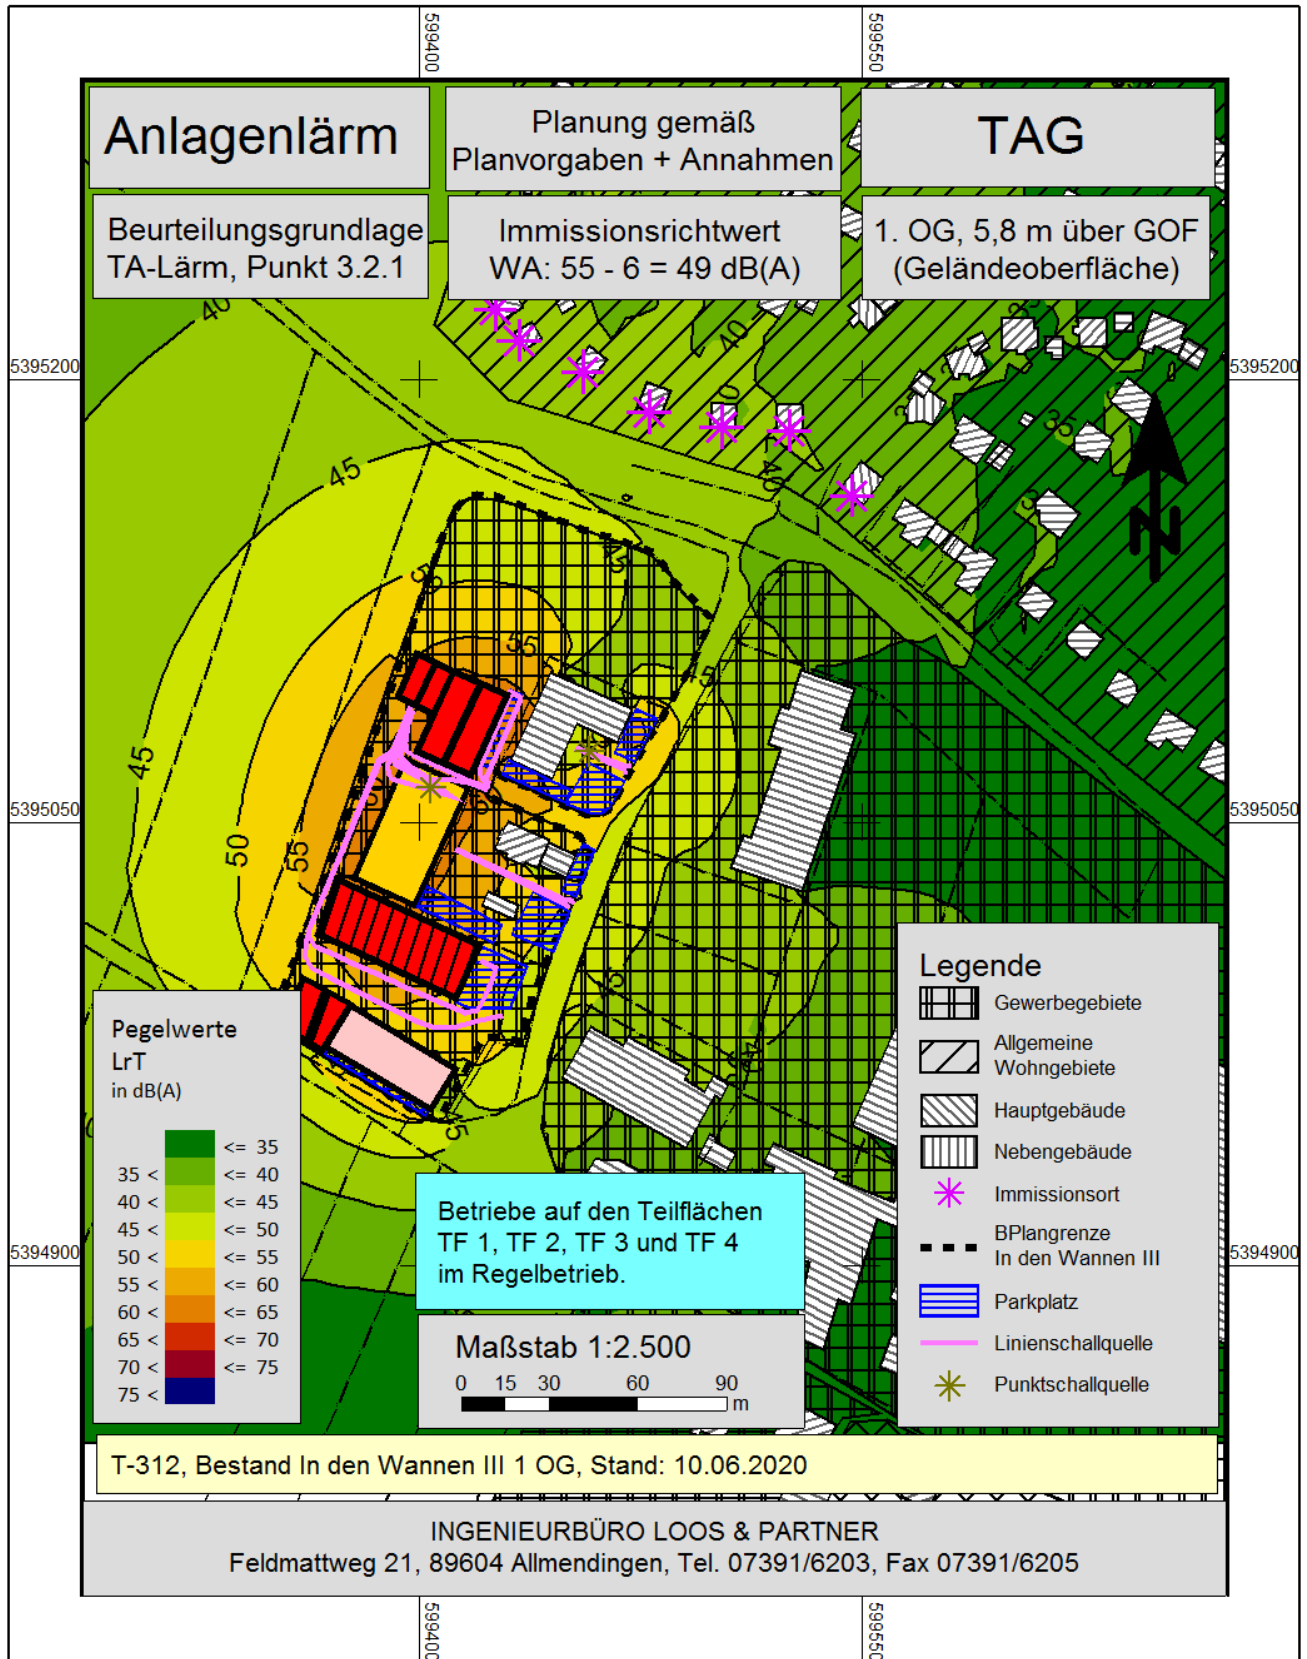 599400
599550
Anlagenlärm
Planung gemäß
Planvorgaben + Annahmen
TAG
Beurteilungsgrundlage
TA-Lärm, Punkt 3.2.1
Immissionsrichtwert
WA: 55 - 6 = 49 dB(A)
1. OG, 5,8 m über GOF
(Geländeoberfläche)
40
40
5395200
5395200
35
40
45
45
55
55
45
45
5395050
5395050
50
55
60
45
45
N
Legende
Gewerbegebiete
Allgemeine
Wohngebiete
Hauptgebäude
Nebengebäude
Immissionsort
BPlangrenze
In den Wannen III
Parkplatz
Linienschallquelle
Punktschallquelle
Pegelwerte
LrT
in dB(A)
<= 35
35 < <= 40
40 < <= 45
45 < <= 50
50 < <= 55
55 < <= 60
60 < <= 65
65 < <= 70
70 < <= 75
75 <
5394900
5394900
Betriebe auf den Teilflächen
TF 1, TF 2, TF 3 und TF 4
im Regelbetrieb.
Maßstab 1:2.500
0 15 30 60 90
m
T-312, Bestand In den Wannen III 1 OG, Stand: 10.06.2020
INGENIEURBÜRO LOOS & PARTNER
Feldmattweg 21, 89604 Allmendingen, Tel. 07391/6203, Fax 07391/6205
599400
599550